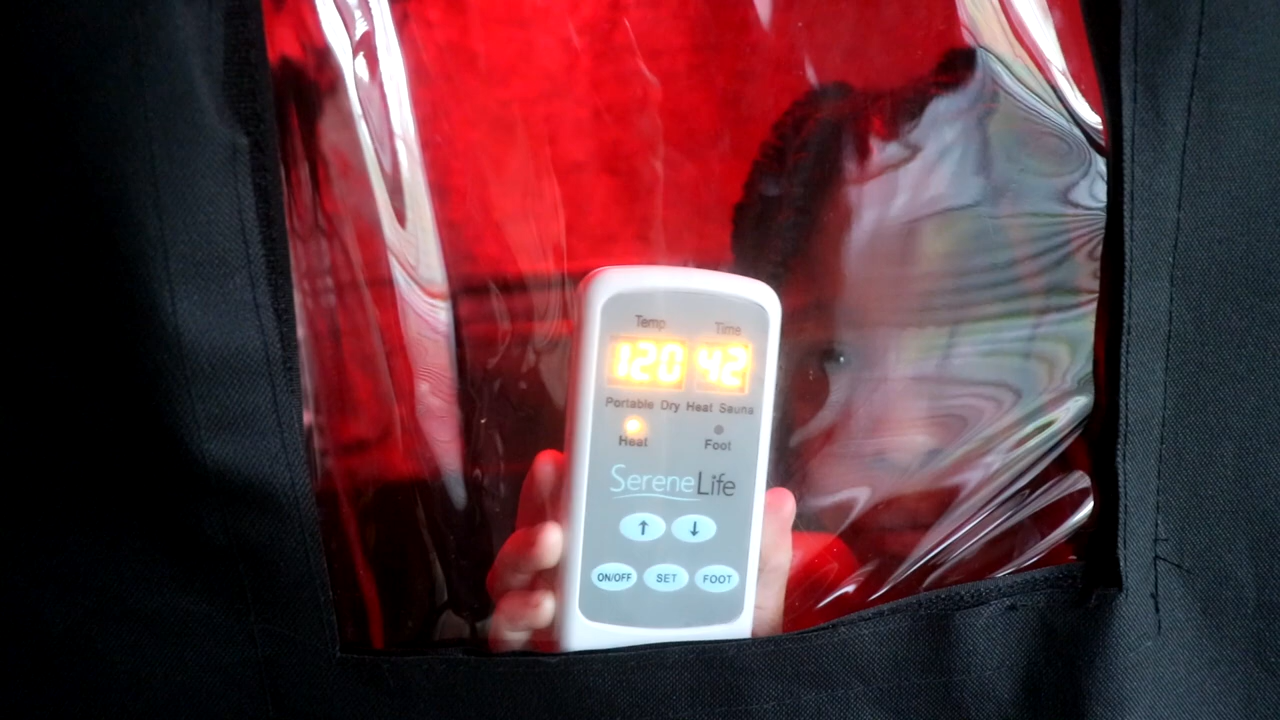 Temp Time
120 42
Portable Dry Heat Sauna
Heat Foot
SereneLife
↑ ↓
ON/OFF SET FOOT